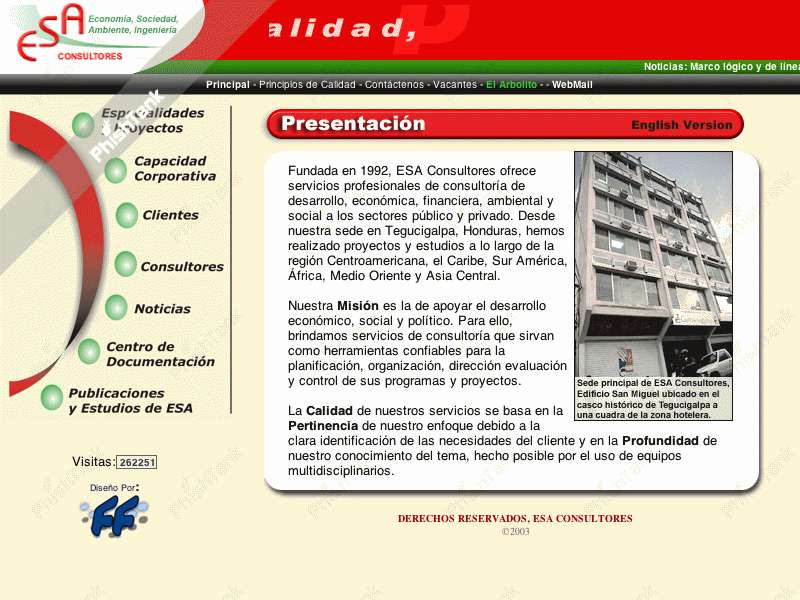 ESA
Economía, Sociedad,
Ambiente, Ingeniería
CONSULTORES
alidad,
Noticias: Marco lógico y de líne
Principal - Principios de Calidad - Contáctenos - Vacantes - El Arbolito - - WebMail
PhishTank
Especialidades
y Proyectos
Capacidad
Corporativa
Clientes
Consultores
Noticias
Centro de
Documentación
Publicaciones
y Estudios de ESA
Visitas: 262251
Diseño Por:
FF
Presentación
English Version
Fundada en 1992, ESA Consultores ofrece
servicios profesionales de consultoría de
desarrollo, económica, financiera, ambiental y
social a los sectores público y privado. Desde
nuestra sede en Tegucigalpa, Honduras, hemos
realizado proyectos y estudios a lo largo de la
región Centroamericana, el Caribe, Sur América,
África, Medio Oriente y Asia Central.
Nuestra Misión es la de apoyar el desarrollo
económico, social y político. Para ello,
brindamos servicios de consultoría que sirvan
como herramientas confiables para la
planificación, organización, dirección evaluación
y control de sus programas y proyectos.
La Calidad de nuestros servicios se basa en la
Pertinencia de nuestro enfoque debido a la
clara identificación de las necesidades del cliente y en la Profundidad de
nuestro conocimiento del tema, hecho posible por el uso de equipos
multidisciplinarios.
Sede principal de ESA Consultores,
Edificio San Miguel ubicado en el
casco histórico de Tegucigalpa a
una cuadra de la zona hotelera.
DERECHOS RESERVADOS, ESA CONSULTORES
©2003